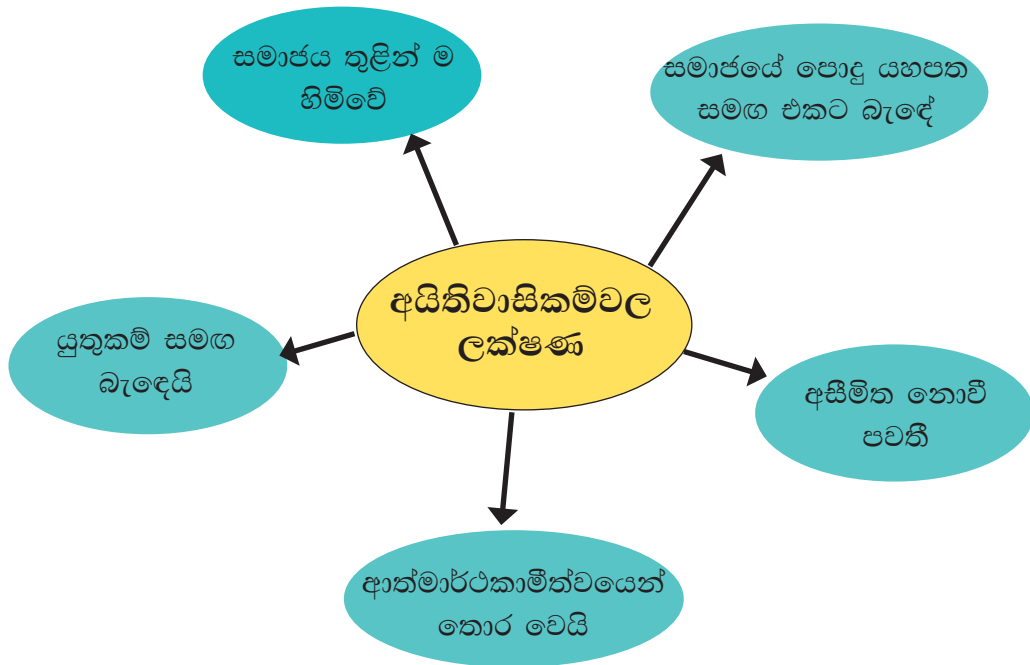 සමාජය තුළින් ම
හිමිවේ
සමාජයේ පොදු යහපත
සමඟ එකට බැඳේ
අයිතිවාසිකම්වල
ලක්ෂණ
යුතුකම් සමඟ
බැඳෙයි
අසීමිත නොවී
පවතී
ආත්මාර්ථකාමීත්වයෙන්
තොර වෙයි